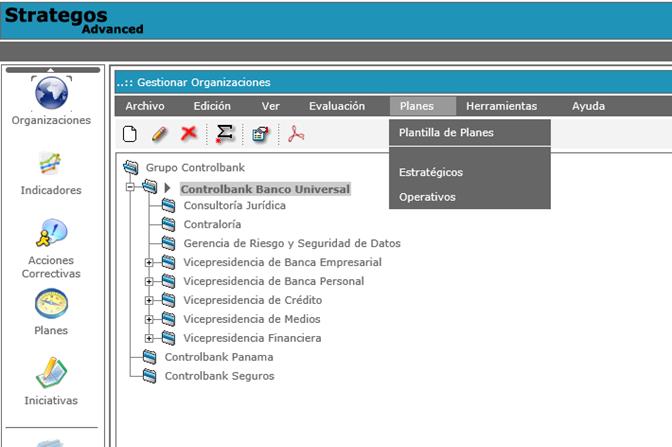 Strategos
Advanced
..:: Gestionar Organizaciones
Archivo Edición Ver Evaluación Planes Herramientas Ayuda
Plantilla de Planes
Estratégicos
Operativos
Organizaciones
Indicadores
Acciones
Correctivas
Planes
Iniciativas
Grupo Controlbank
Controlbank Banco Universal
Consultoría Jurídica
Contraloría
Gerencia de Riesgo y Seguridad de Datos
Vicepresidencia de Banca Empresarial
Vicepresidencia de Banca Personal
Vicepresidencia de Crédito
Vicepresidencia de Medios
Vicepresidencia Financiera
Controlbank Panama
Controlbank Seguros